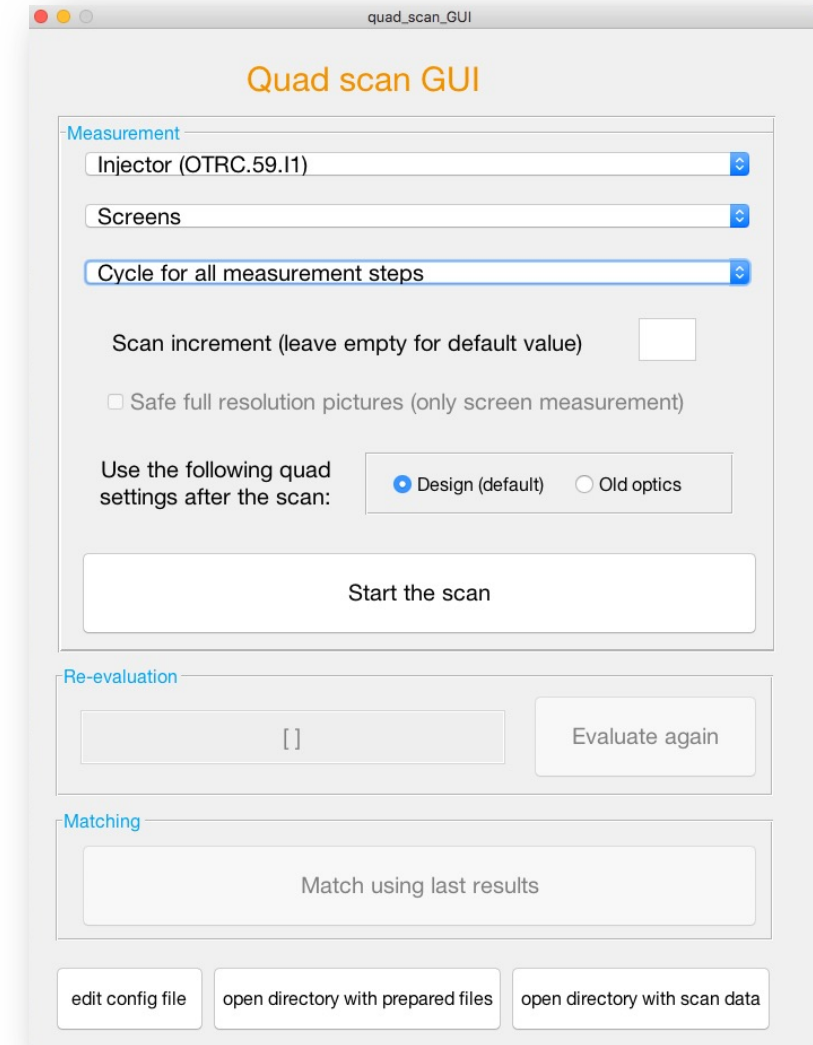 quad_scan_GUI
Quad scan GUI
Measurement
Injector (OTRC.59.I1)
Screens
Cycle for all measurement steps
Scan increment (leave empty for default value)
Safe full resolution pictures (only screen measurement)
Use the following quad
settings after the scan:
Design (default)
Old optics
Start the scan
Re-evaluation
[ ]
Evaluate again
Matching
Match using last results
edit config file
open directory with prepared files
open directory with scan data